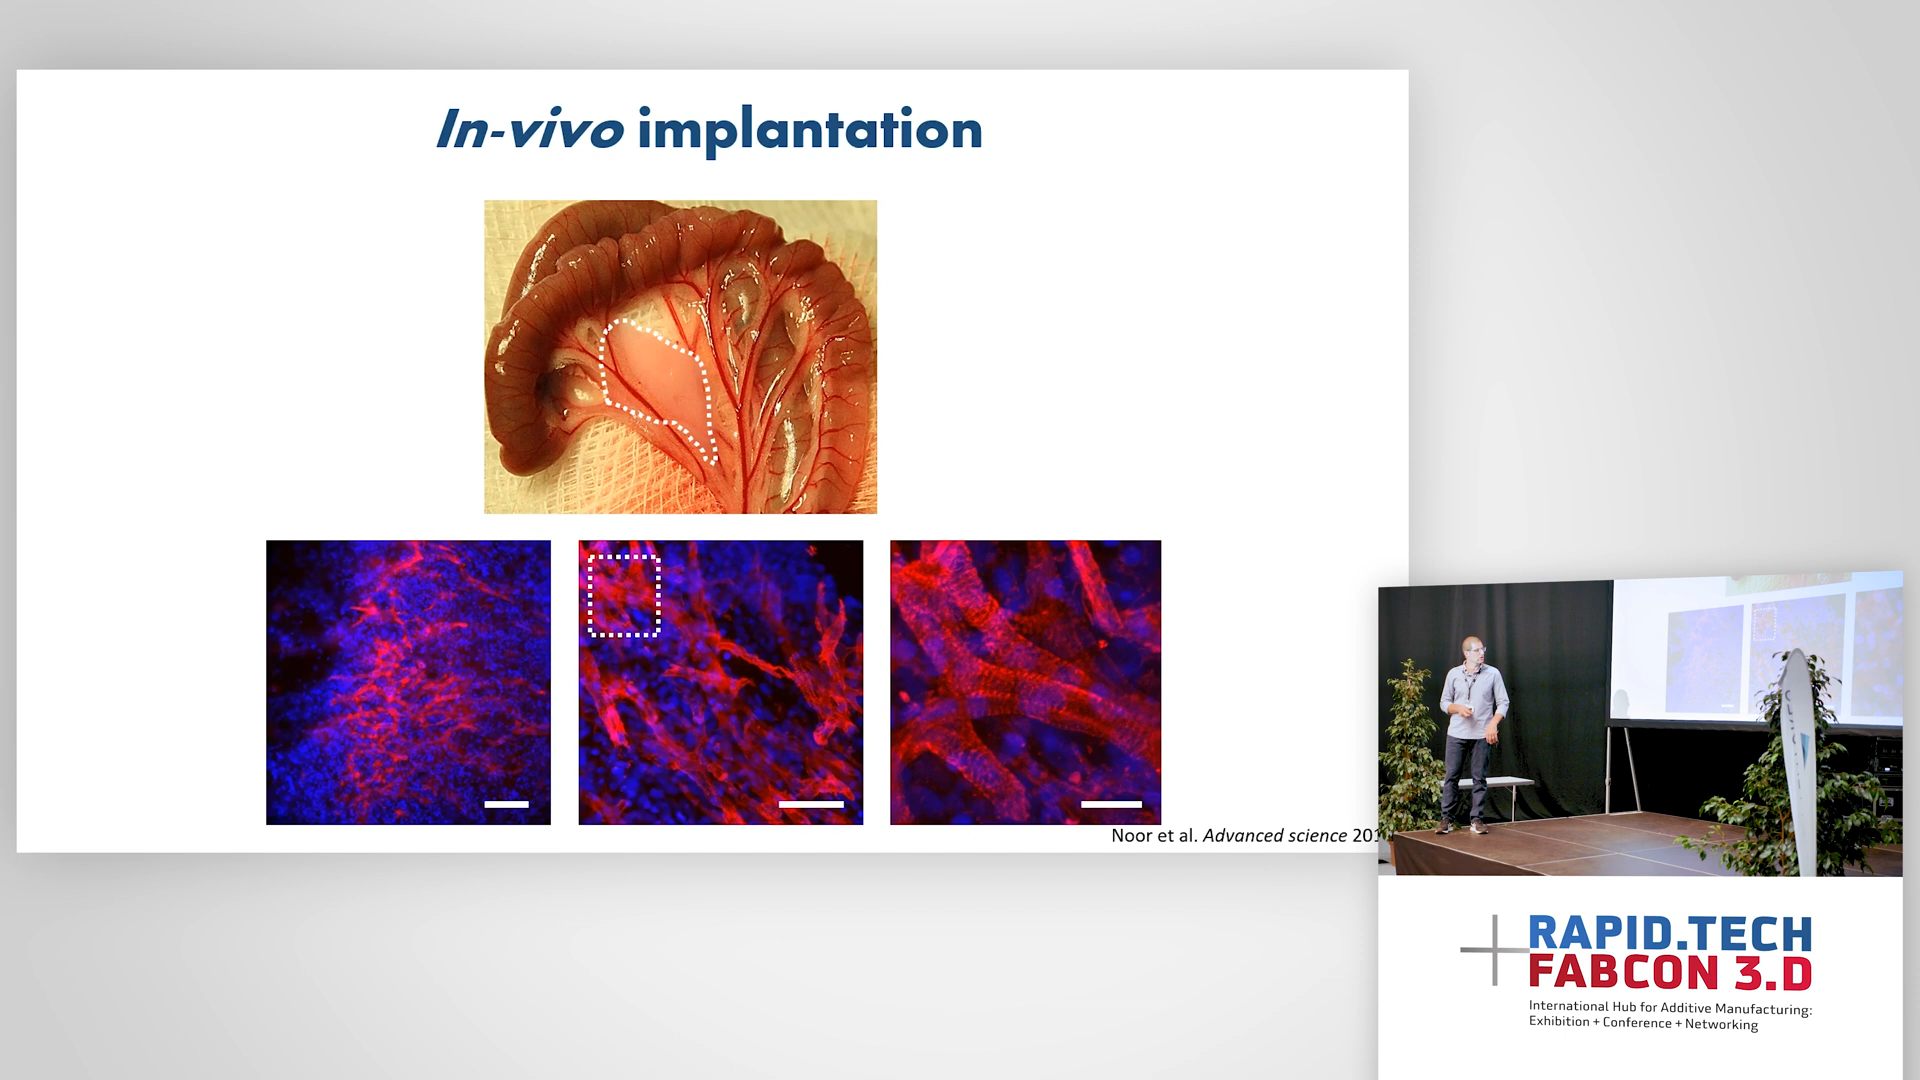 In-vivo implantation
Noor et al. Advanced science 201
RAPID.TECH
FABCON 3.D
International Hub for Additive Manufacturing:
Exhibition + Conference + Networking